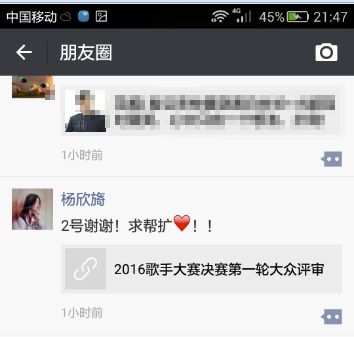 中国移动 4G 45% 21:47
朋友圈
1小时前
杨欣旖
2号谢谢！求帮扩❤！！
2016歌手大赛决赛第一轮大众评审
1小时前